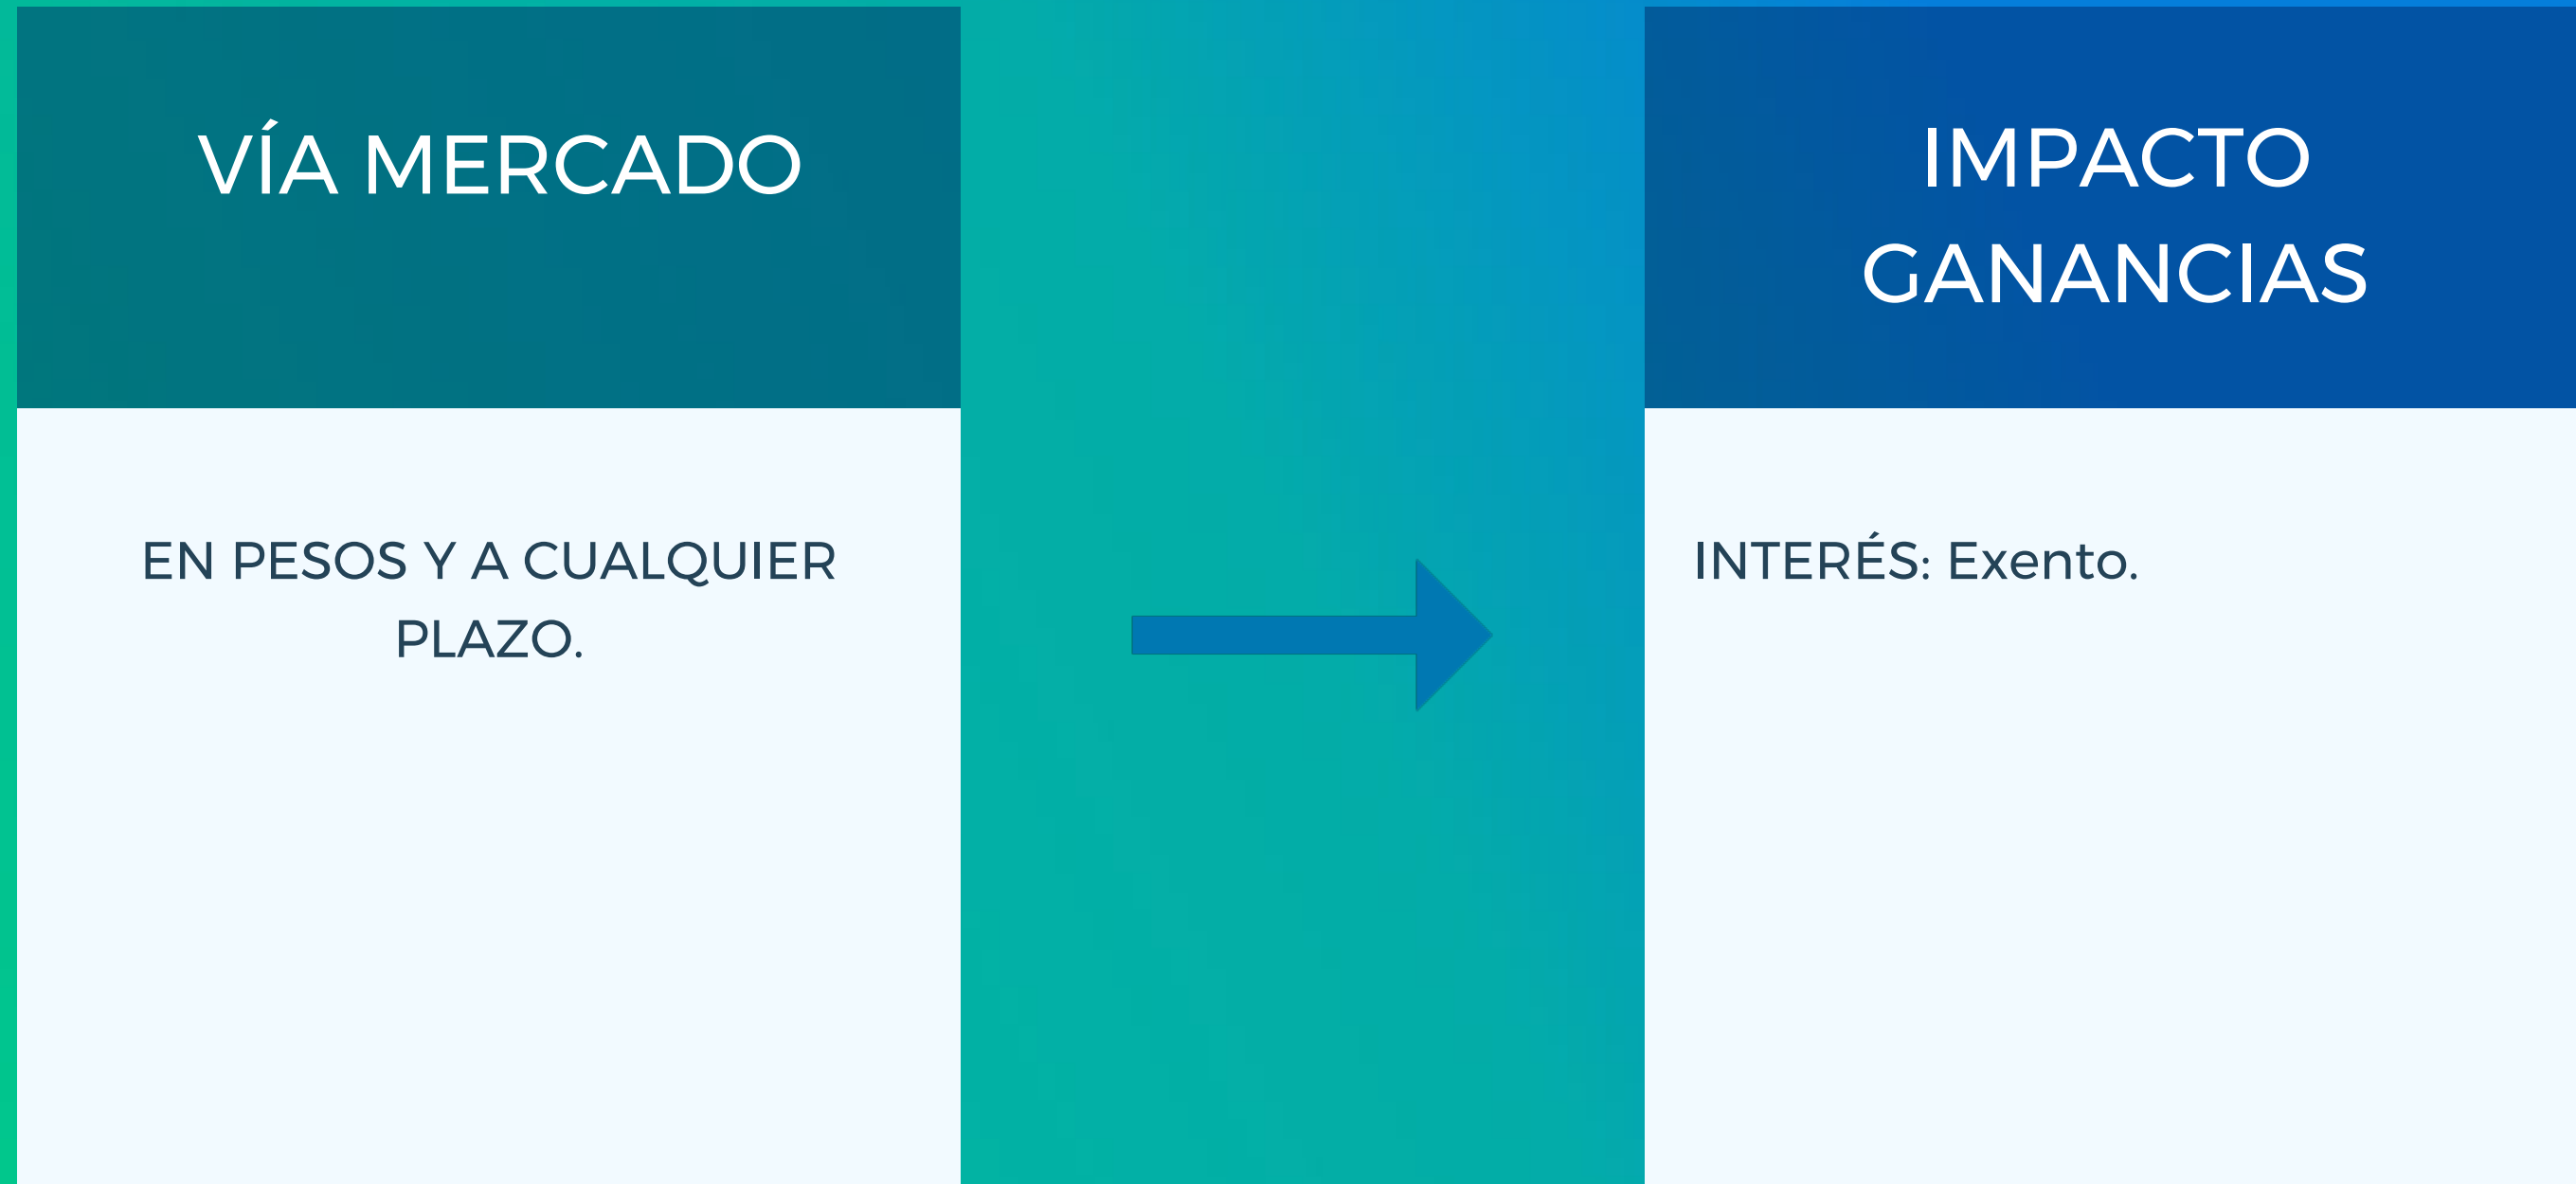 VÍA MERCADO
EN PESOS Y A CUALQUIER
PLAZO.
IMPACTO
GANANCIAS
INTERÉS: Exento.